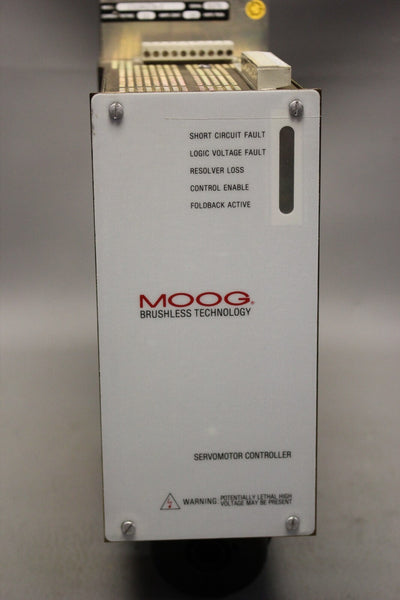 SHORT CIRCUIT FAULT
LOGIC VOLTAGE FAULT
RESOLVER LOSS
CONTROL ENABLE
FOLDBACK ACTIVE
MOOG®
BRUSHLESS TECHNOLOGY
SERVOMOTOR CONTROLLER
WARNING. POTENTIALLY LETHAL HIGH
VOLTAGE MAY BE PRESENT